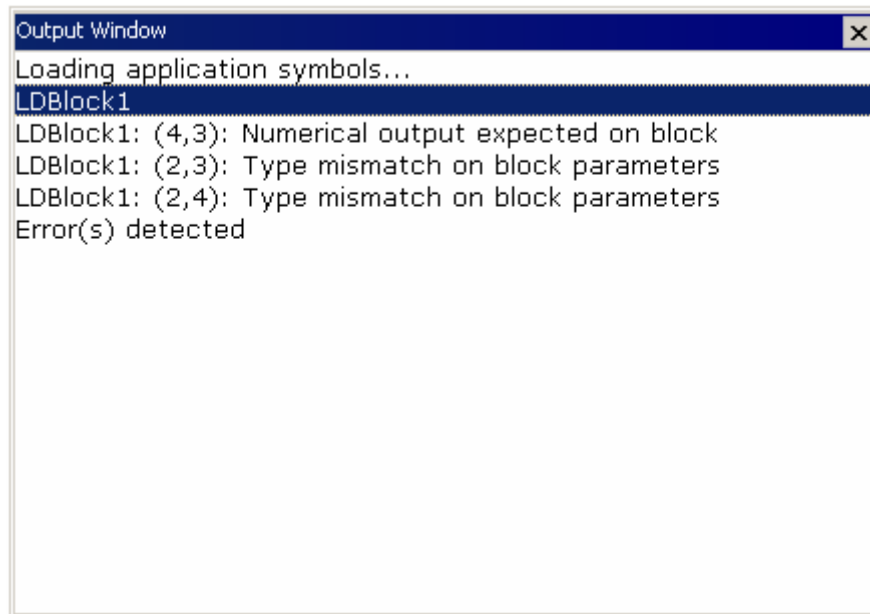 Output Window
Loading application symbols...
LDBlock1
LDBlock1: (4,3): Numerical output expected on block
LDBlock1: (2,3): Type mismatch on block parameters
LDBlock1: (2,4): Type mismatch on block parameters
Error(s) detected